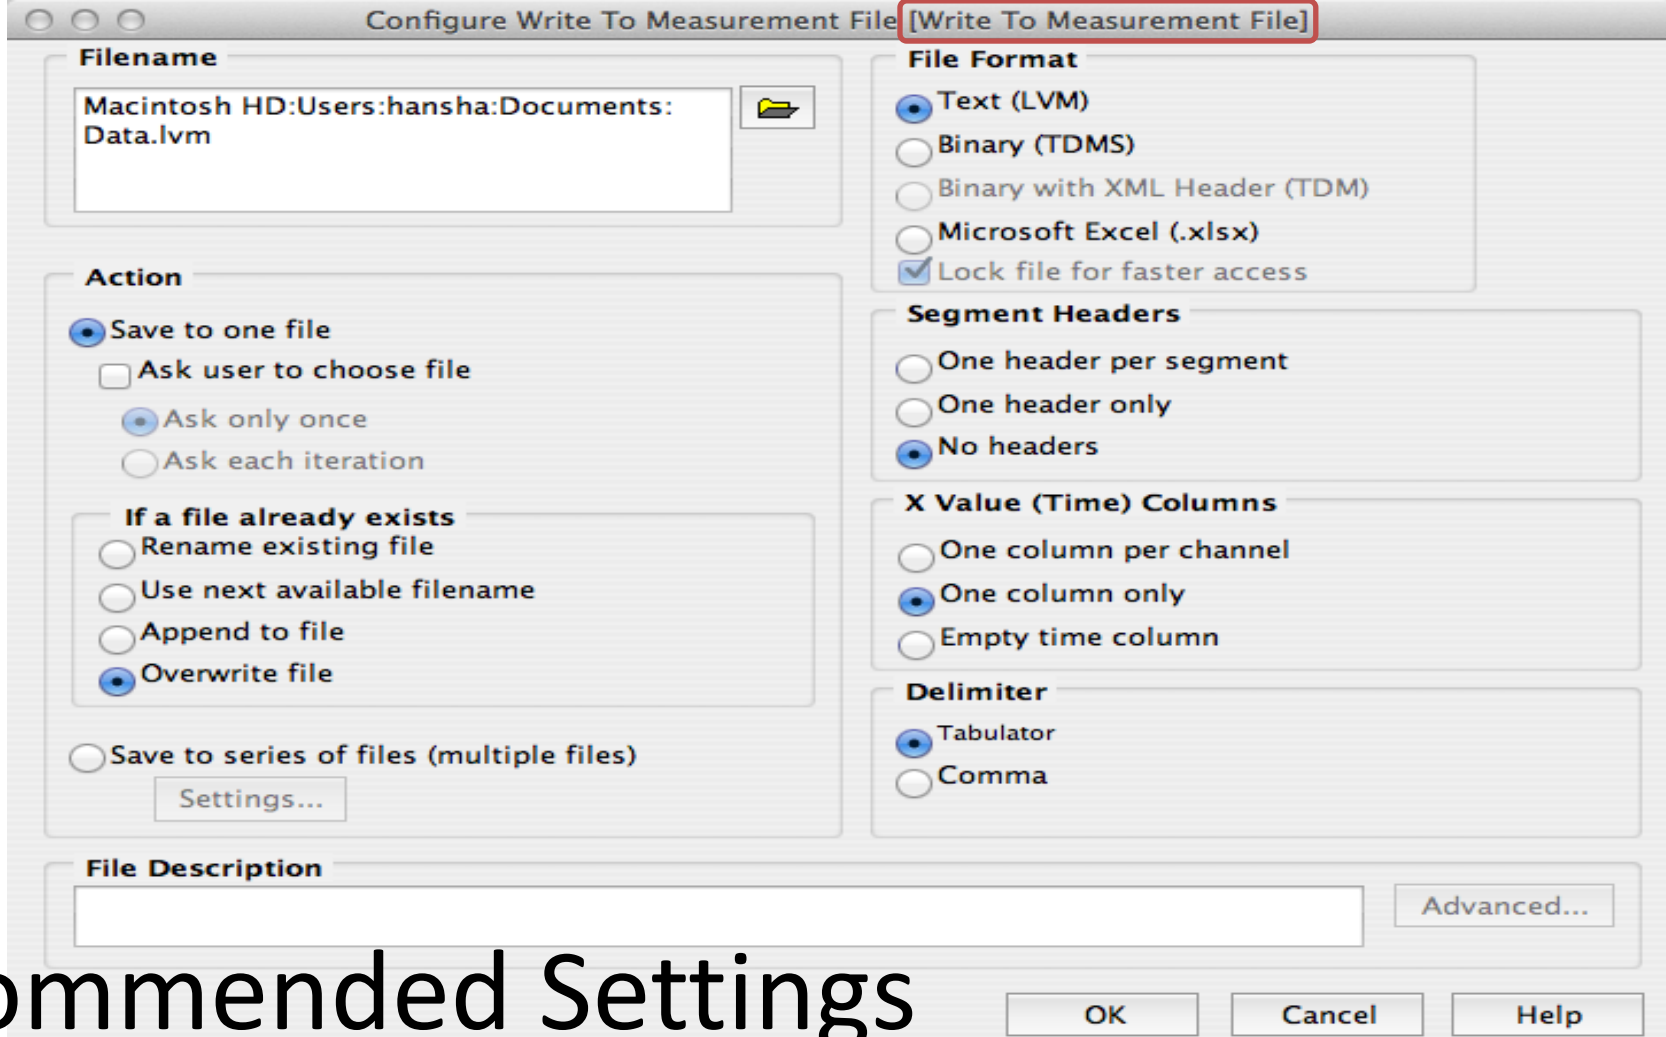 Configure Write To Measurement File [Write To Measurement File]
Filename
Macintosh HD:Users:hansha:Documents:
Data.lvm
Action
Save to one file
Ask user to choose file
Ask only once
Ask each iteration
If a file already exists
Rename existing file
Use next available filename
Append to file
Overwrite file
Save to series of files (multiple files)
Settings...
File Format
Text (LVM)
Binary (TDMS)
Binary with XML Header (TDM)
Microsoft Excel (.xlsx)
Lock file for faster access
Segment Headers
One header per segment
One header only
No headers
X Value (Time) Columns
One column per channel
One column only
Empty time column
Delimiter
Tabulator
Comma
File Description
Advanced...
ommended Settings
OK
Cancel
Help